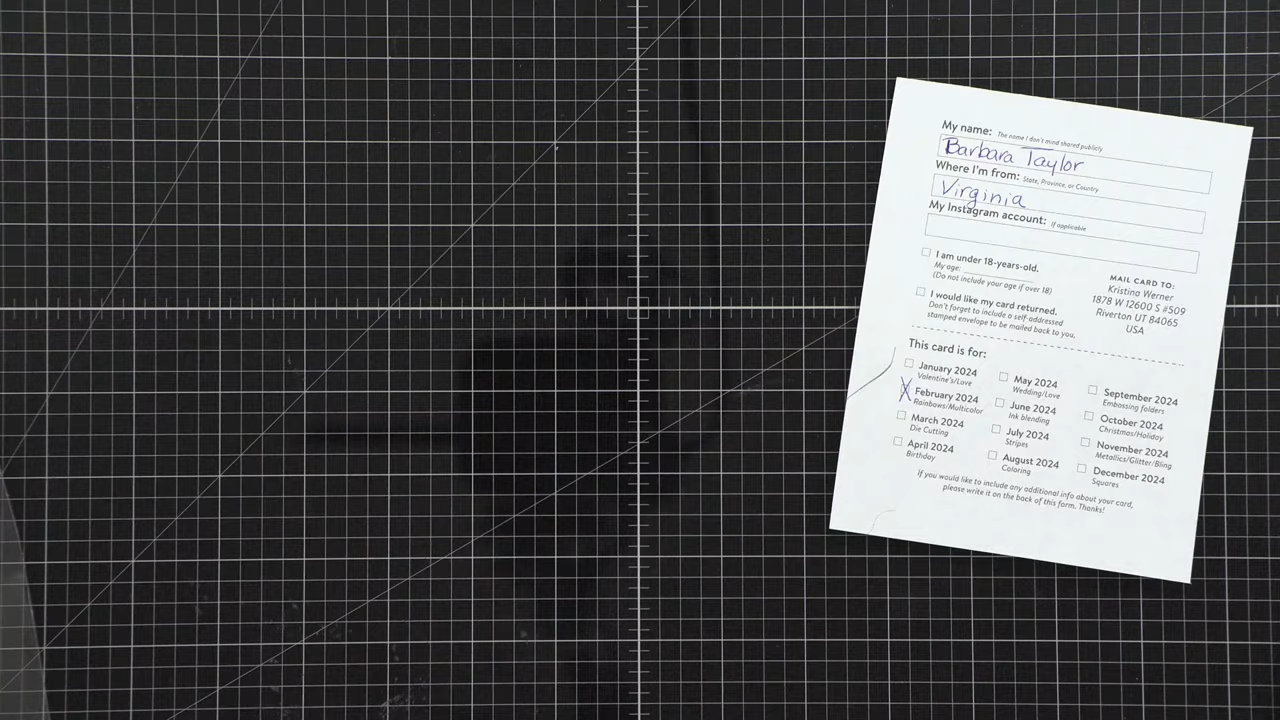 My name: The name I don't mind shared publicly
Barbara Taylor
Where I'm from: State, Province, or Country
Virginia
My Instagram account: If applicable
I am under 18-years-old.
My age:
(Do not include your age if over 18)
I would like my card returned.
Don't forget to include a self-addressed
stamped envelope to be mailed back to you.
MAIL CARD TO:
Kristina Werner
1878 W 12600 S #509
Riverton UT 84065
USA
This card is for:
January 2024
Valentine's/Love
X February 2024
Rainbows/Multicolor
March 2024
Die Cutting
April 2024
Birthday
May 2024
Wedding/Love
June 2024
Ink blending
July 2024
Stripes
August 2024
Coloring
September 2024
Embossing folders
October 2024
Christmas/Holiday
November 2024
Metallics/Glitter/Bling
December 2024
Squares
If you would like to include any additional info about your card,
please write it on the back of this form. Thanks!